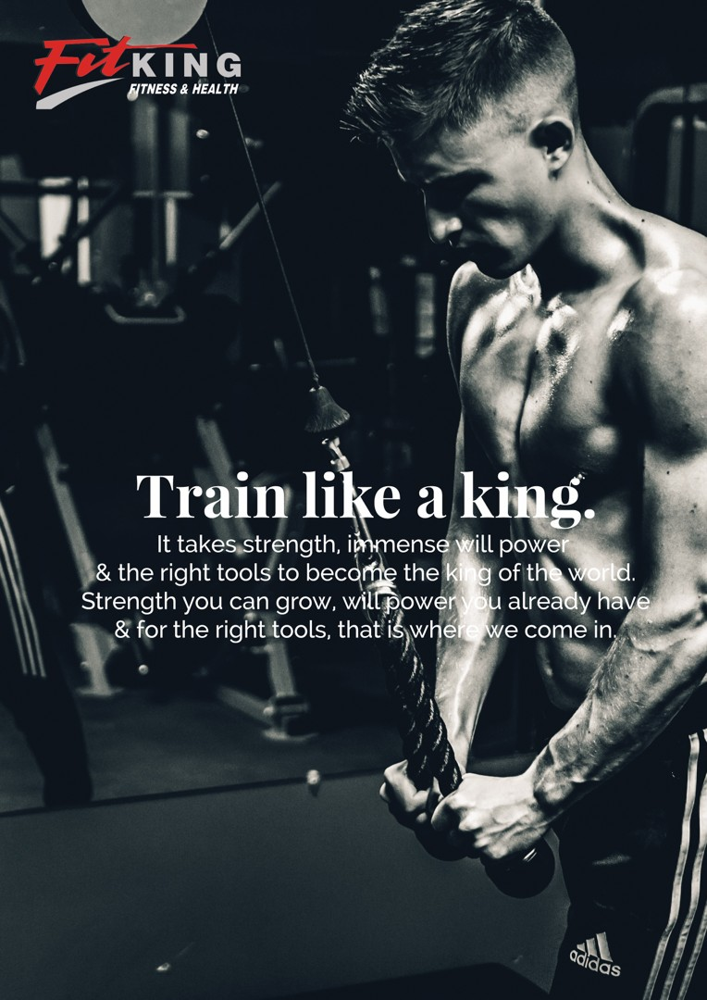 FitKING
FITNESS & HEALTH
Train like a king.
It takes strength, immense will power
& the right tools to become the king of the world.
Strength you can grow, will power you already have
& for the right tools, that is where we come in.
adidas